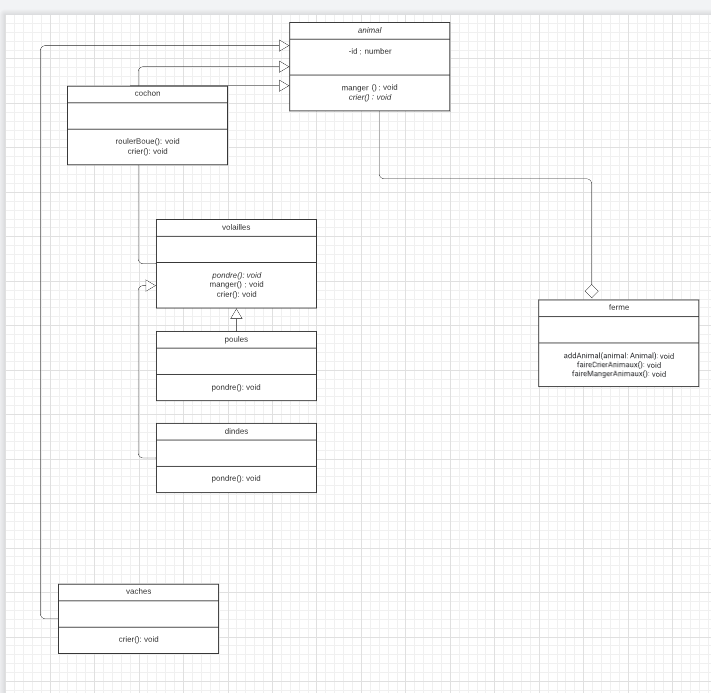 animal
-id : number
manger () : void
crier() : void
cochon
roulerBoue(): void
crier(): void
volailles
pondre(): void
manger() : void
crier(): void
poules
pondre(): void
dindes
pondre(): void
vaches
crier(): void
ferme
addAnimal(animal: Animal): void
faireCrierAnimaux(): void
faireMangerAnimaux(): void